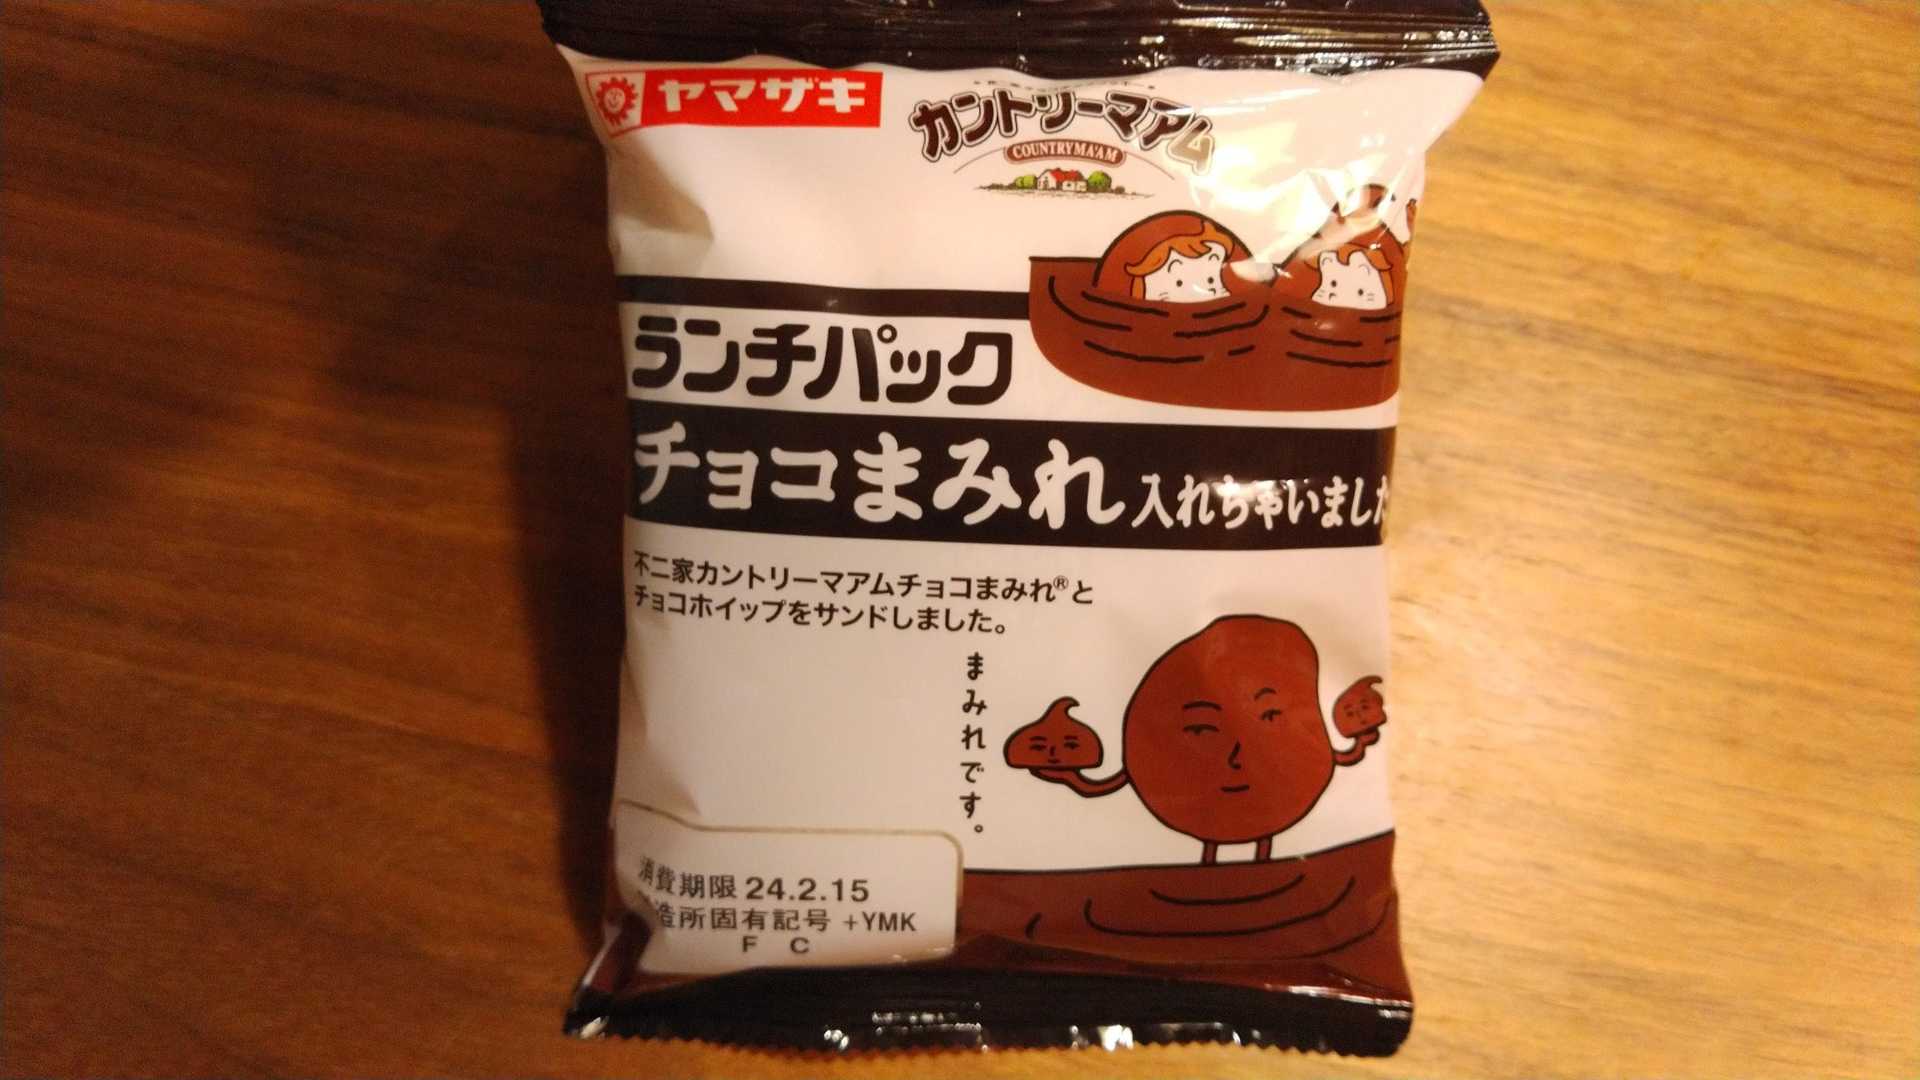 ヤマザキ
カントリーマアム
COUNTRY MA'AM
ランチパック
チョコまみれ入れちゃいました
不二家カントリーマアムチョコまみれ®と
チョコホイップをサンドしました。
まみれです。
消費期限 24.2.15
造所固有記号 +YMK
F C